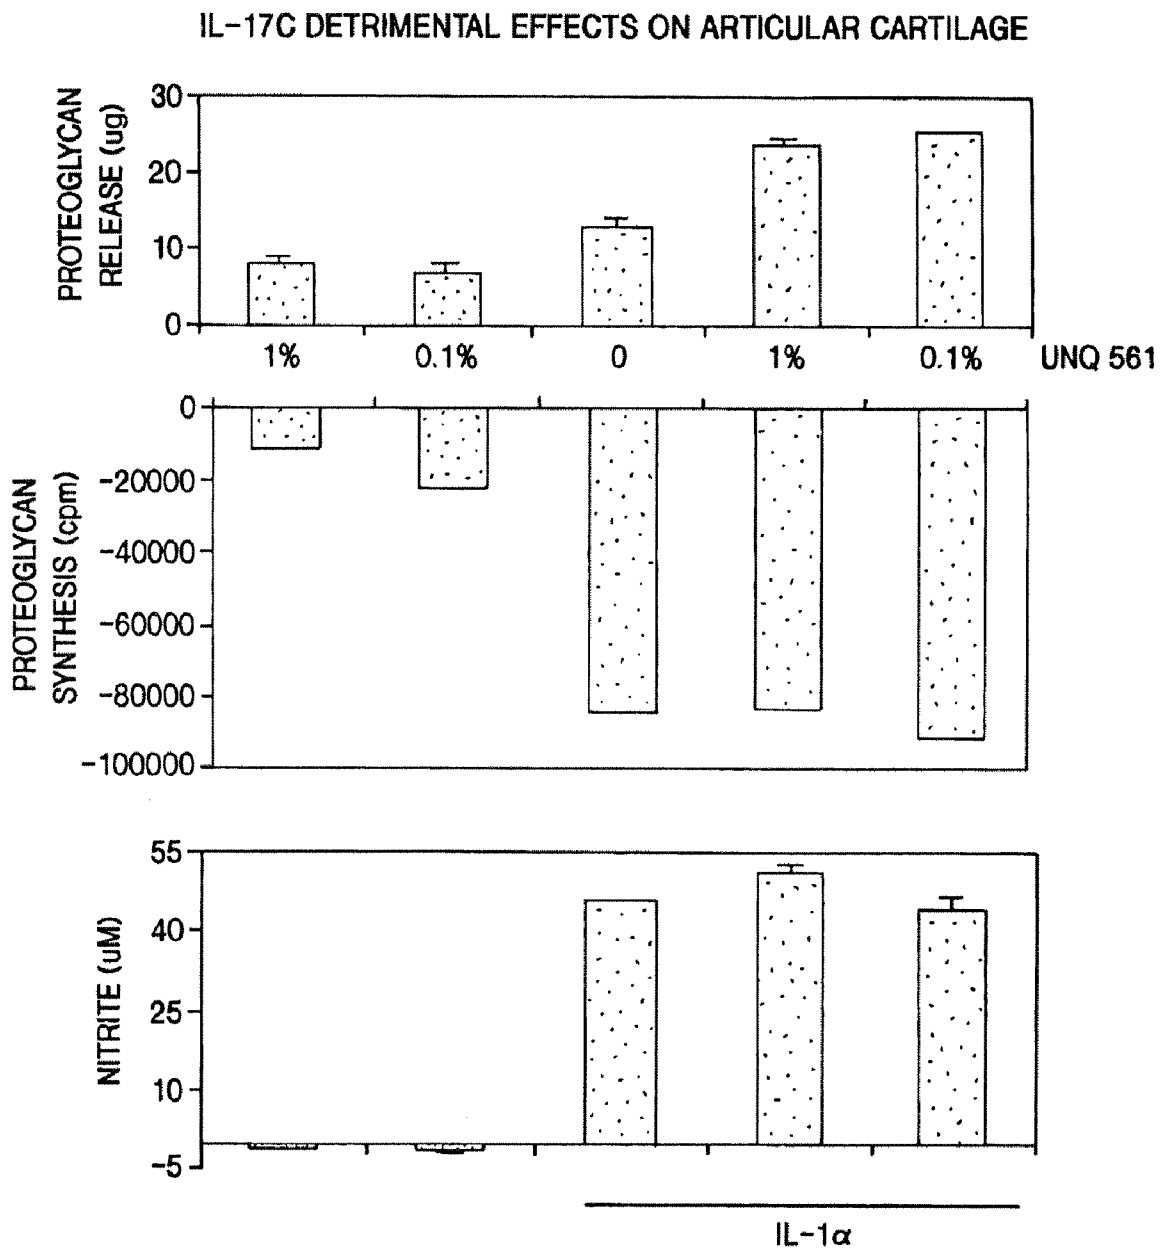 IL-17C DETRIMENTAL EFFECTS ON ARTICULAR CARTILAGE
PROTEOGLYCAN
RELEASE (ug)
30
20
10
0
1% 0.1% 0 1% 0.1% UNQ 561
PROTEOGLYCAN
SYNTHESIS (cpm)
0
-20000
-40000
-60000
-80000
-100000
NITRITE (uM)
55
40
25
10
-5
IL-1α